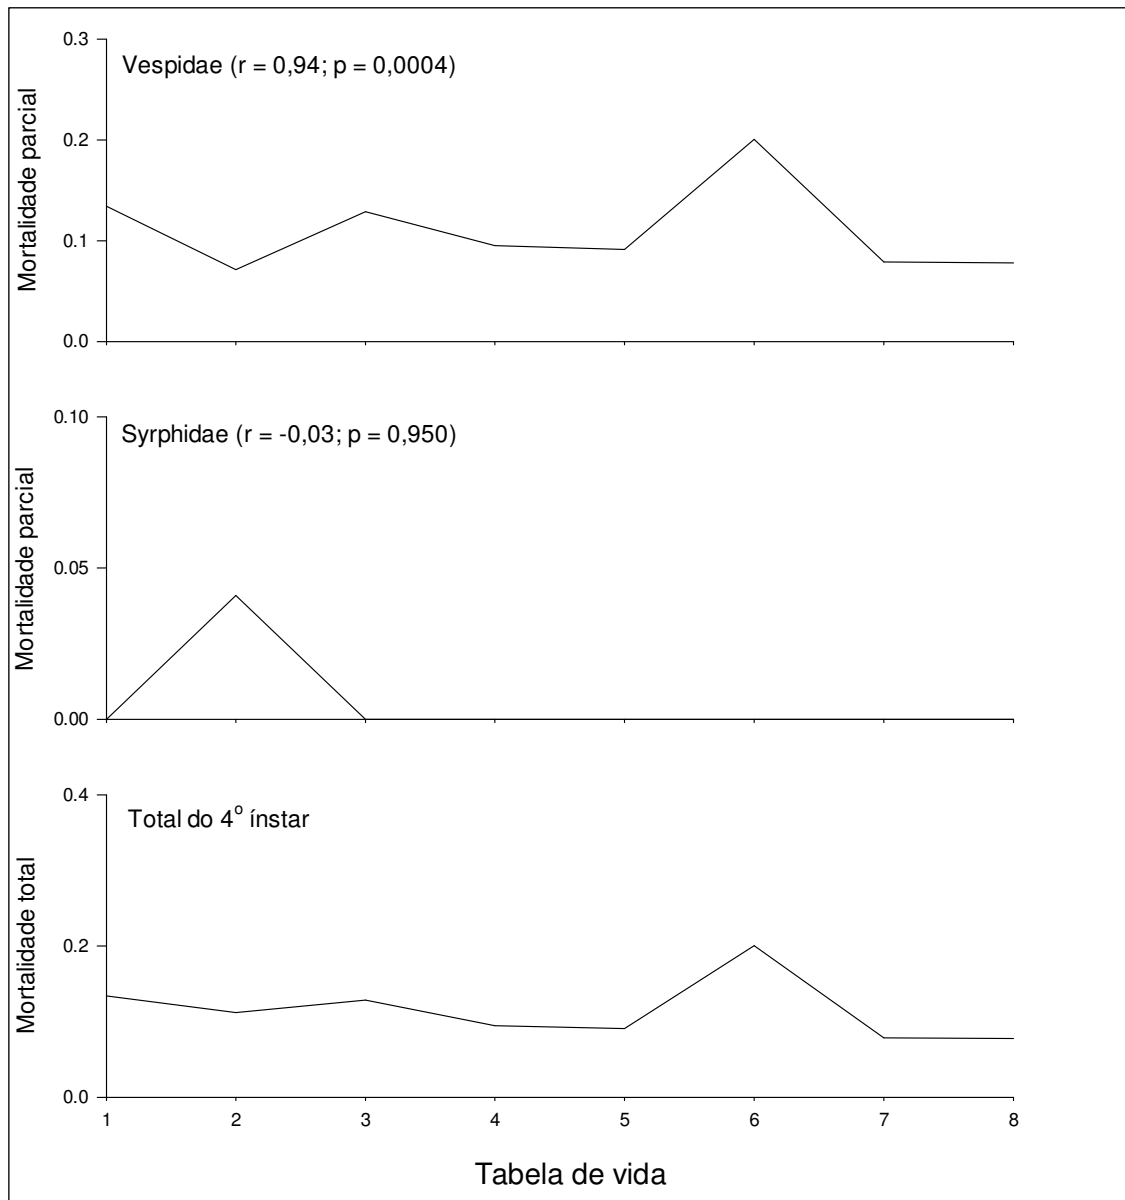 Vespidae (r = 0,94; p = 0,0004)
Mortalidade parcial
0.3
0.2
0.1
0.0
Syrphidae (r = -0,03; p = 0,950)
Mortalidade parcial
0.10
0.05
0.00
Total do 4º ínstar
Mortalidade total
0.4
0.2
0.0
1 2 3 4 5 6 7 8
Tabela de vida